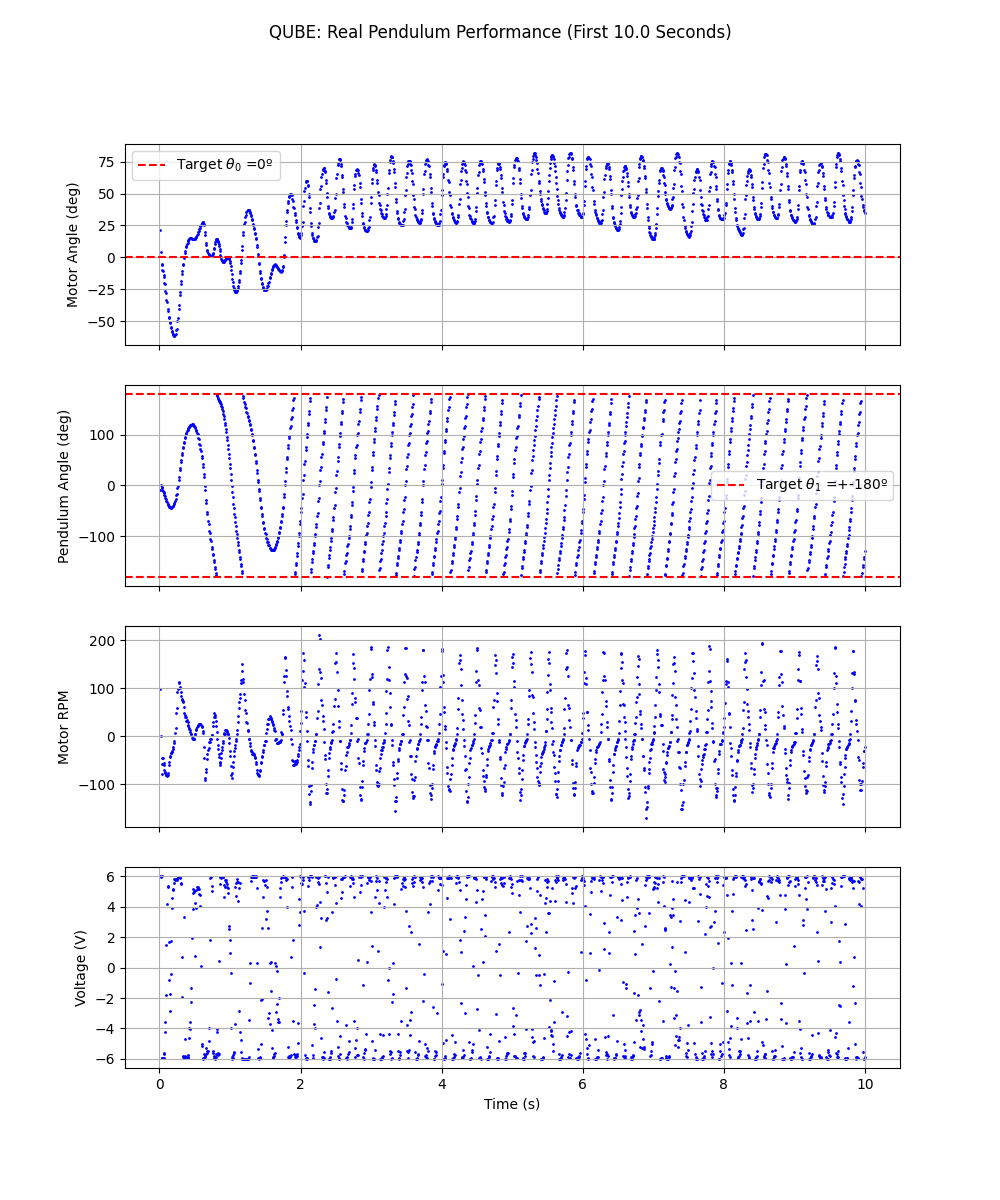 QUBE: Real Pendulum Performance (First 10.0 Seconds)
75
50
25
0
−25
−50
Motor Angle (deg)
Target θ0 =0º
100
0
−100
Pendulum Angle (deg)
Target θ1 =+-180º
200
100
0
−100
Motor RPM
6
4
2
0
−2
−4
−6
Voltage (V)
0 2 4 6 8 10
Time (s)